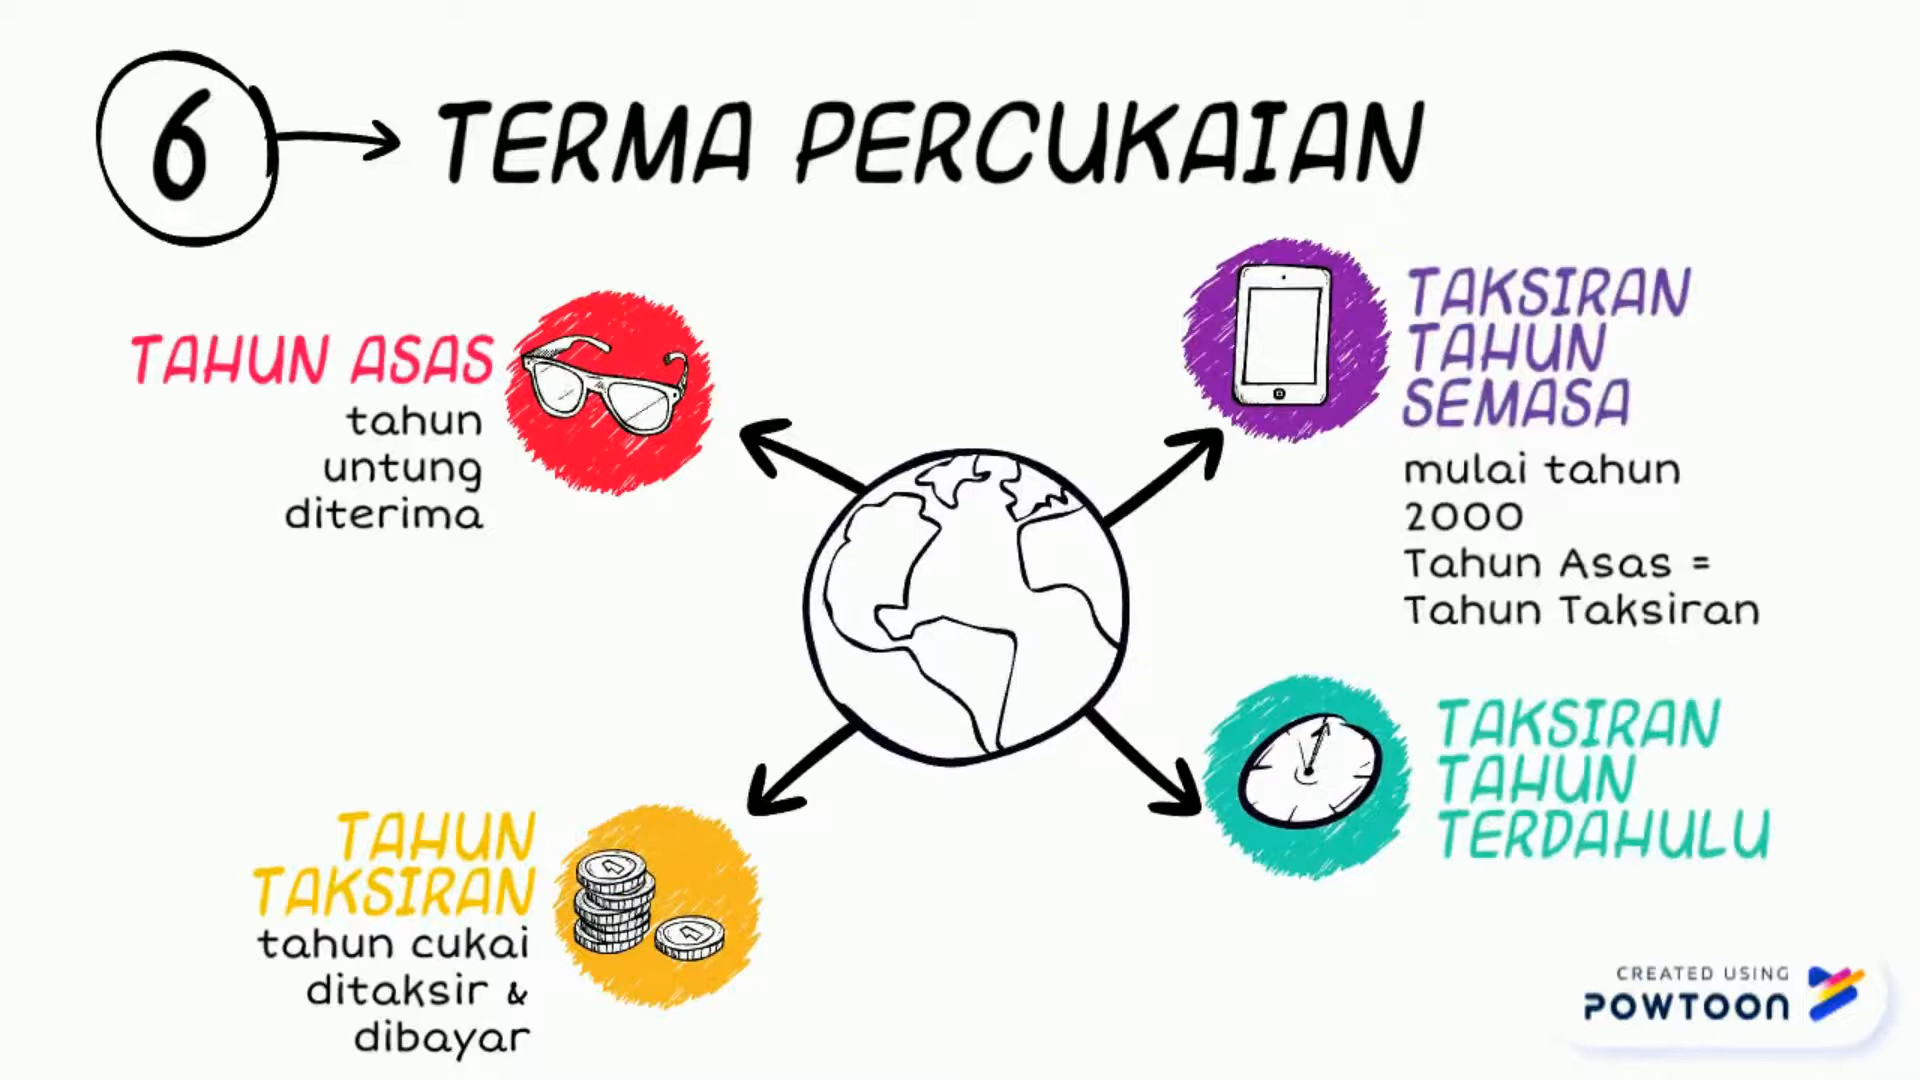 6
TERMA PERCUKAIAN
TAHUN ASAS
tahun
untung
diterima
TAKSIRAN
TAHUN
SEMASA
mulai tahun
2000
Tahun Asas =
Tahun Taksiran
TAHUN
TAKSIRAN
tahun cukai
ditaksir &
dibayar
TAKSIRAN
TAHUN
TERDAHULU
CREATED USING
POWTOON